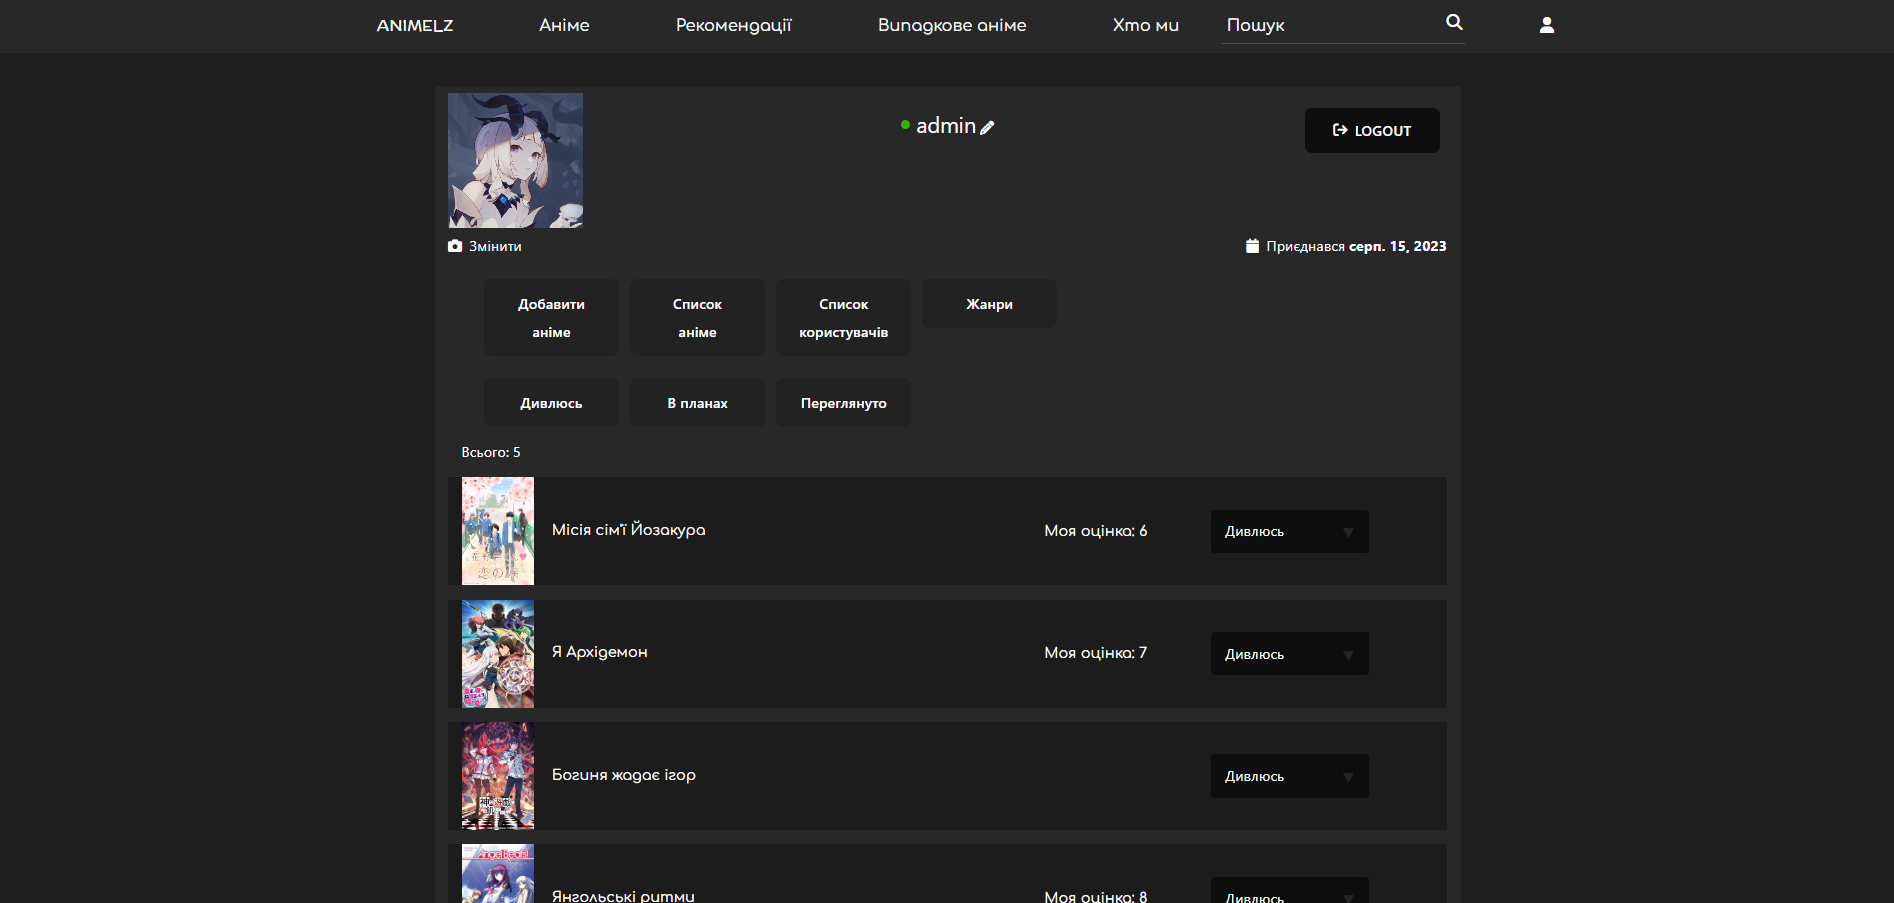 ANIMELZ Аніме Рекомендації Випадкове аніме Хто ми Пошук
admin
LOGOUT
Змінити
Приєднався серп. 15, 2023
Добавити
аніме
Список
аніме
Список
користувачів
Жанри
Дивлюсь
В планах
Переглянуто
Всього: 5
Місія сім'ї Йозакура
Моя оцінка: 6
Дивлюсь
Я Архідемон
Моя оцінка: 7
Дивлюсь
Богиня жадає ігор
Дивлюсь
Angel Beats!
Янгольські ритми
Моя оцінка: 8
Дивлюсь